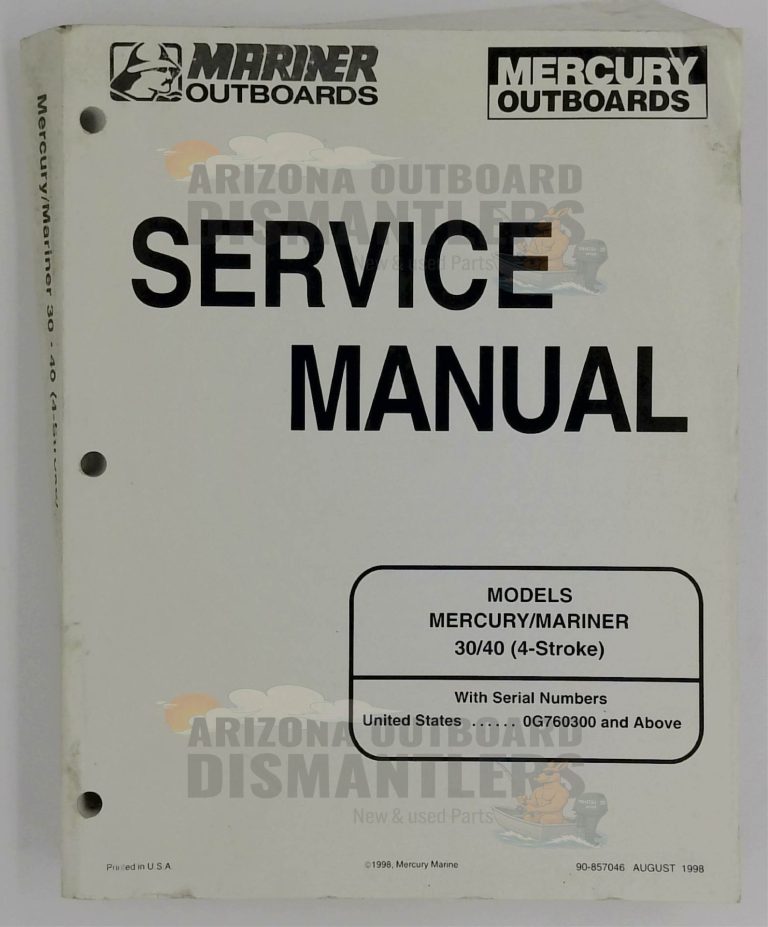 MARINER
OUTBOARDS
MERCURY
OUTBOARDS
ARIZONA OUTBOARD
DISMANTLERS
New & used Parts
SERVICE
MANUAL
Mercury/Mariner 30 - 40 (4-Stroke)
MODELS
MERCURY/MARINER
30/40 (4-Stroke)
With Serial Numbers
United States ...... 0G760300 and Above
ARIZONA OUTBOARD
DISMANTLERS
New & used Parts
Printed in U.S.A.
©1998, Mercury Marine
90-857046 AUGUST 1998